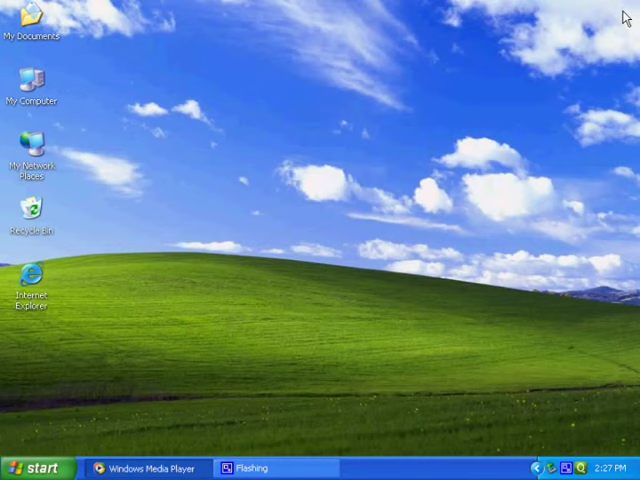 My Documents
My Computer
My Network
Places
Recycle Bin
Internet
Explorer
start
Windows Media Player
Flashing
2:27 PM